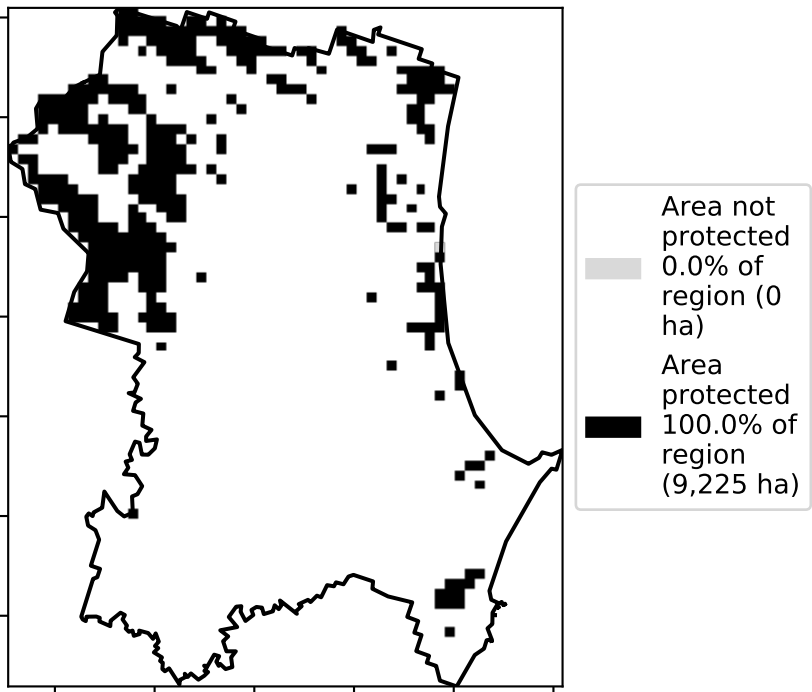 Area not
protected
0.0% of
region (0
ha)
Area
protected
100.0% of
region
(9,225 ha)